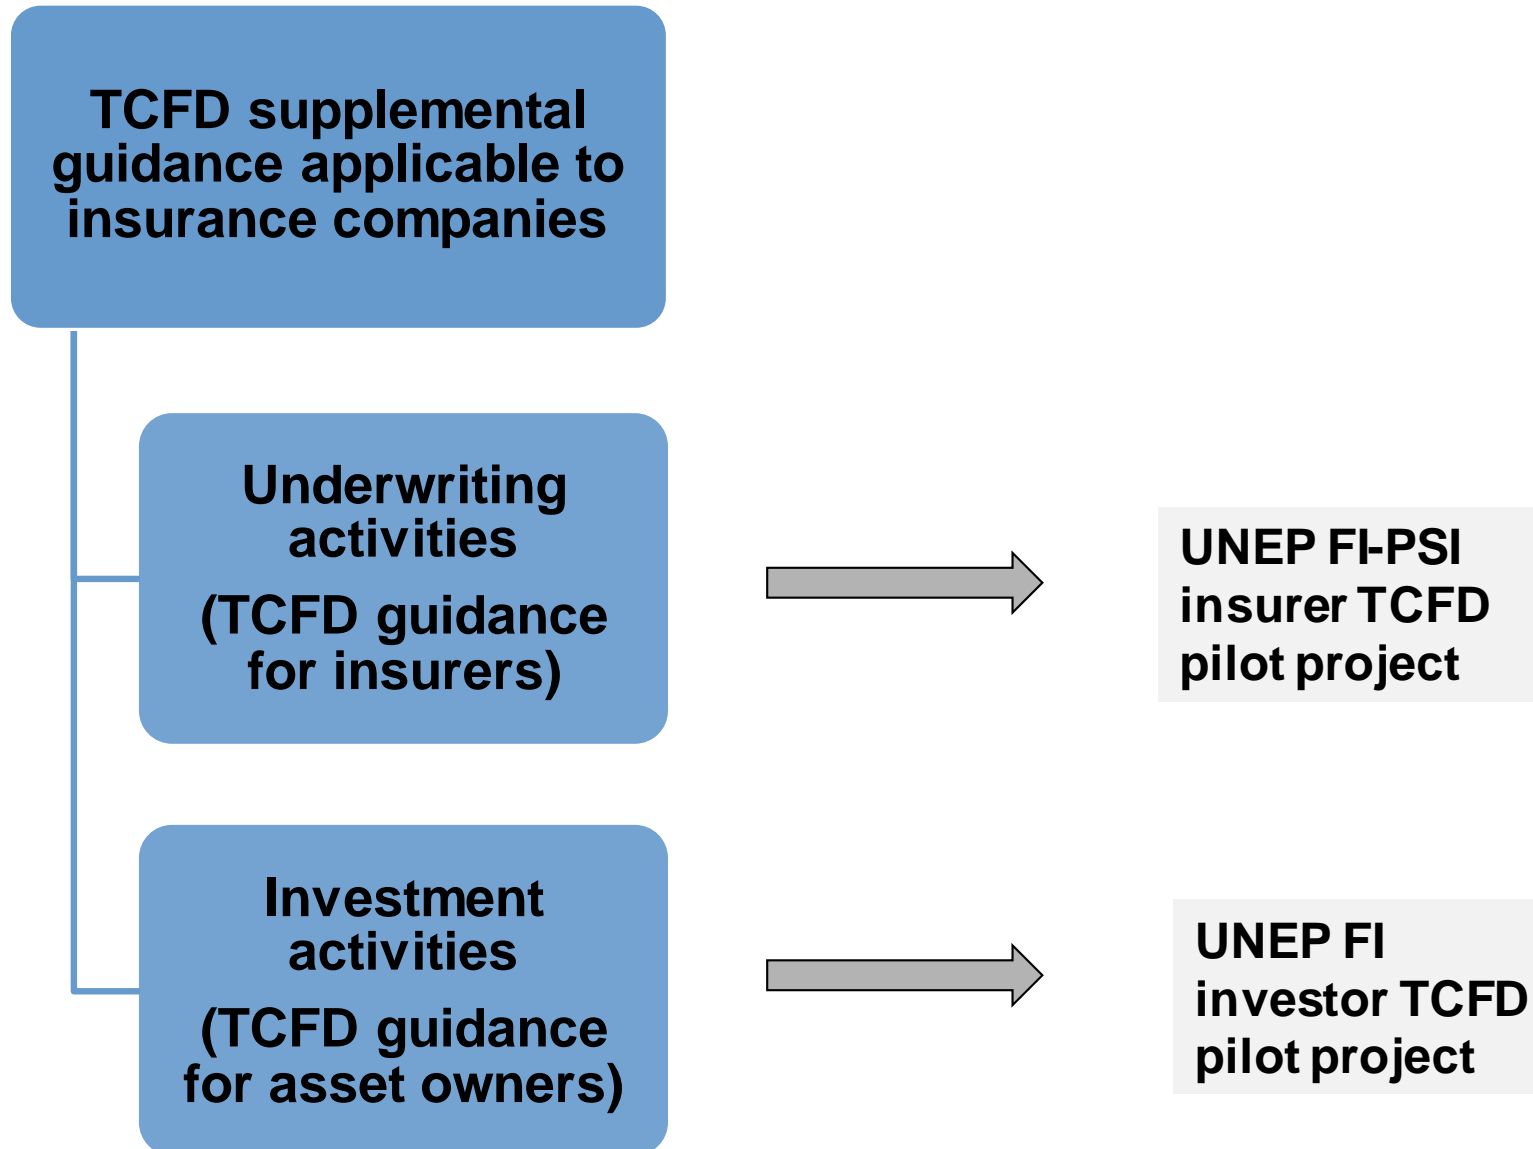 TCFD supplemental
guidance applicable to
insurance companies
Underwriting
activities
(TCFD guidance
for insurers)
UNEP FI-PSI
insurer TCFD
pilot project
Investment
activities
(TCFD guidance
for asset owners)
UNEP FI
investor TCFD
pilot project